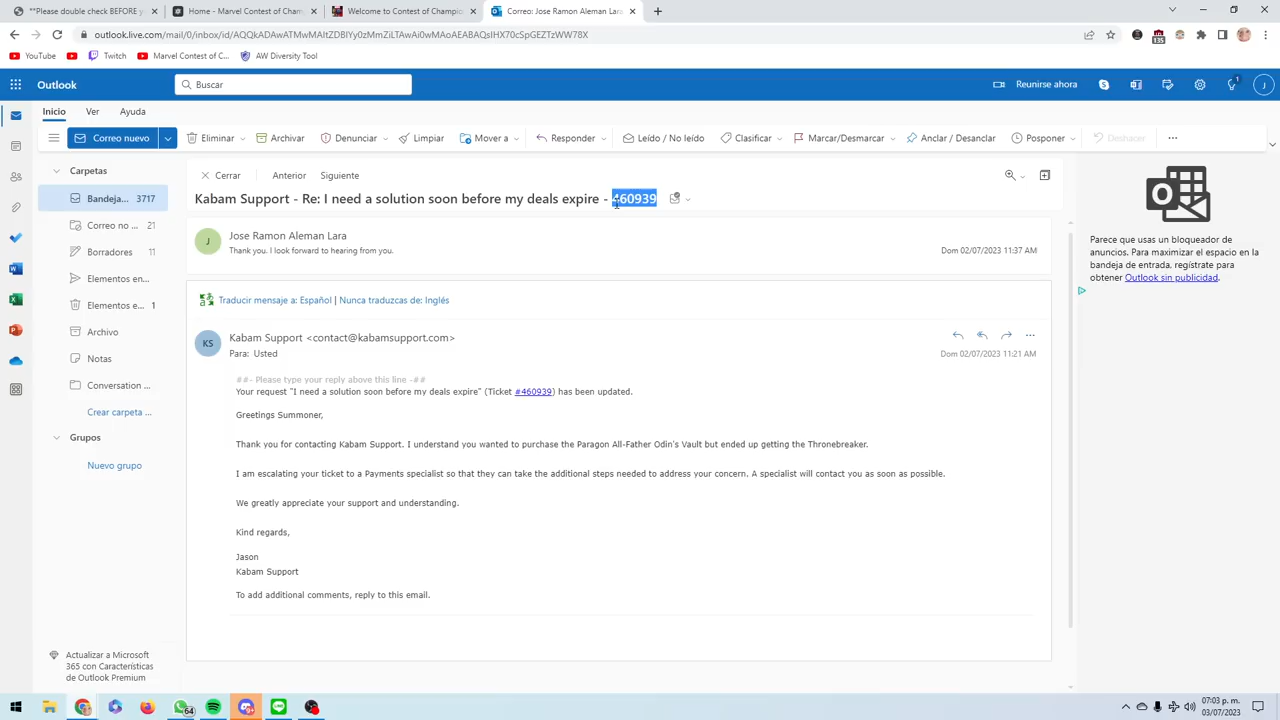 **Please double check BEFORE y
Home - Marvel Contest of Champ
Welcome to Contest of Champion
Correo: Jose Ramon Aleman Lara
outlook.live.com/mail/0/inbox/id/AQQkADAwATMwMAItZDBlYy0zMmZiLTAwAi0wMAoAEABAQsIHX70cSpGEZTzWW78X
135
YouTube
Twitch
Marvel Contest of C...
AW Diversity Tool
Outlook
Buscar
Reunirse ahora
1
J
Inicio
Ver
Ayuda
Correo nuevo
Eliminar
Archivar
Denunciar
Limpiar
Mover a
Responder
Leído / No leído
Clasificar
Marcar/Desmarcar
Anclar / Desanclar
Posponer
Deshacer
Carpetas
Bandeja... 3717
Correo no ... 21
Borradores 11
Elementos en...
Elementos e... 1
Archivo
Notas
Conversation ...
Crear carpeta ...
Grupos
Nuevo grupo
Actualizar a Microsoft
365 con Características
de Outlook Premium
Cerrar
Anterior
Siguiente
Kabam Support - Re: I need a solution soon before my deals expire - 460939
J
Jose Ramon Aleman Lara
Thank you. I look forward to hearing from you.
Dom 02/07/2023 11:37 AM
Traducir mensaje a: Español | Nunca traduzcas de: Inglés
KS
Kabam Support <contact@kabamsupport.com>
Para: Usted
Dom 02/07/2023 11:21 AM
##- Please type your reply above this line -##
Your request "I need a solution soon before my deals expire" (Ticket #460939) has been updated.
Greetings Summoner,
Thank you for contacting Kabam Support. I understand you wanted to purchase the Paragon All-Father Odin's Vault but ended up getting the Thronebreaker.
I am escalating your ticket to a Payments specialist so that they can take the additional steps needed to address your concern. A specialist will contact you as soon as possible.
We greatly appreciate your support and understanding.
Kind regards,
Jason
Kabam Support
To add additional comments, reply to this email.
Parece que usas un bloqueador de
anuncios. Para maximizar el espacio en la
bandeja de entrada, regístrate para
obtener Outlook sin publicidad.
64
07:03 p. m.
03/07/2023